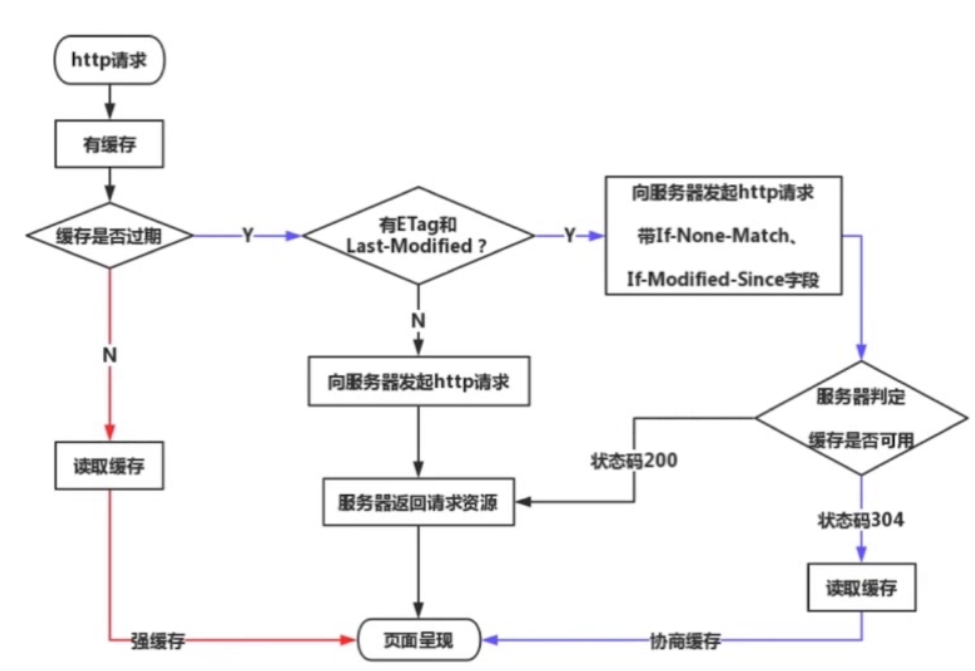 http请求
有缓存
缓存是否过期
Y
有ETag和
Last-Modified？
Y
向服务器发起http请求
带If-None-Match、
If-Modified-Since字段
N
N
向服务器发起http请求
服务器判定
缓存是否可用
读取缓存
状态码200
服务器返回请求资源
状态码304
读取缓存
强缓存
页面呈现
协商缓存